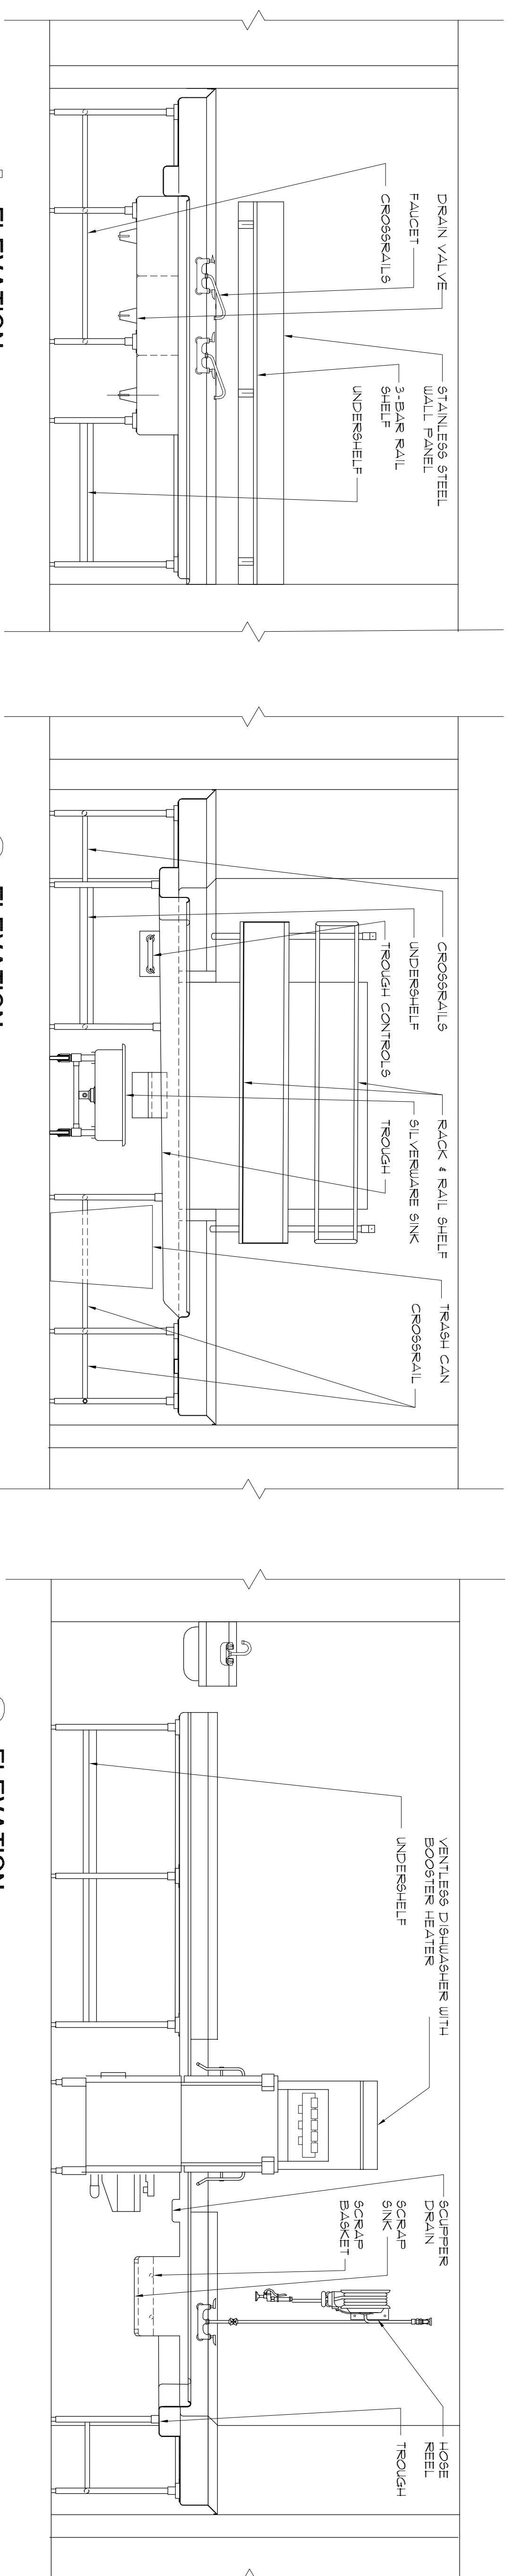 DRAIN VALVE
FAUCET
CROSSRAILS
STAINLESS STEEL
WALL PANEL
3-BAR RAIL
SHELF
UNDERSHELF
ELEVATION
CROSSRAILS
UNDERSHELF
TROUGH CONTROLS
RACK & RAIL SHELF
SILVERWARE SINK
TROUGH
TRASH CAN
CROSSRAIL
ELEVATION
VENTLESS DISHWASHER WITH
BOOSTER HEATER
UNDERSHELF
SCUPPER
DRAIN
SCRAP
SINK
SCRAP
BASKET
HOSE
REEL
TROUGH
ELEVATION